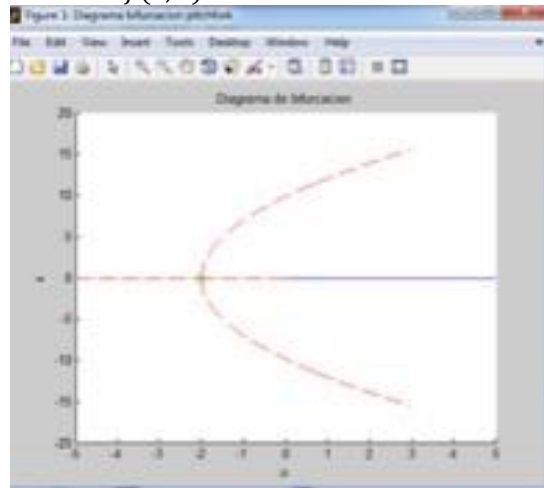 Figure 1: Diagrama bifurcacion pitchfork
File Edit View Insert Tools Desktop Window Help
Diagrama de bifurcacion
20
15
10
5
0
-5
-10
-15
-20
-5 -4 -3 -2 -1 0 1 2 3 4 5